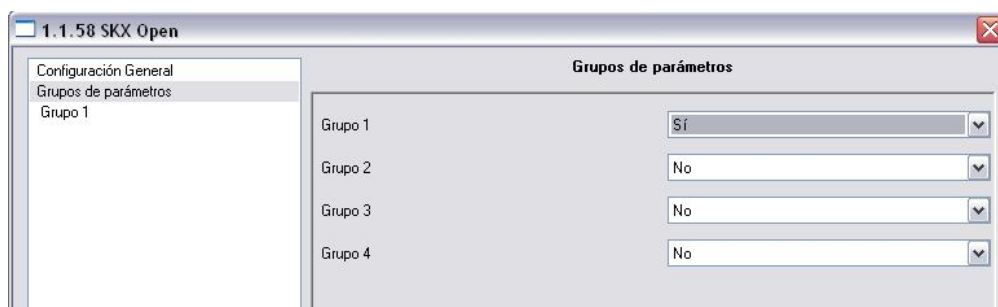 1.1.58 SKX Open
Configuración General
Grupos de parámetros
Grupo 1
Grupos de parámetros
Grupo 1 Sí
Grupo 2 No
Grupo 3 No
Grupo 4 No